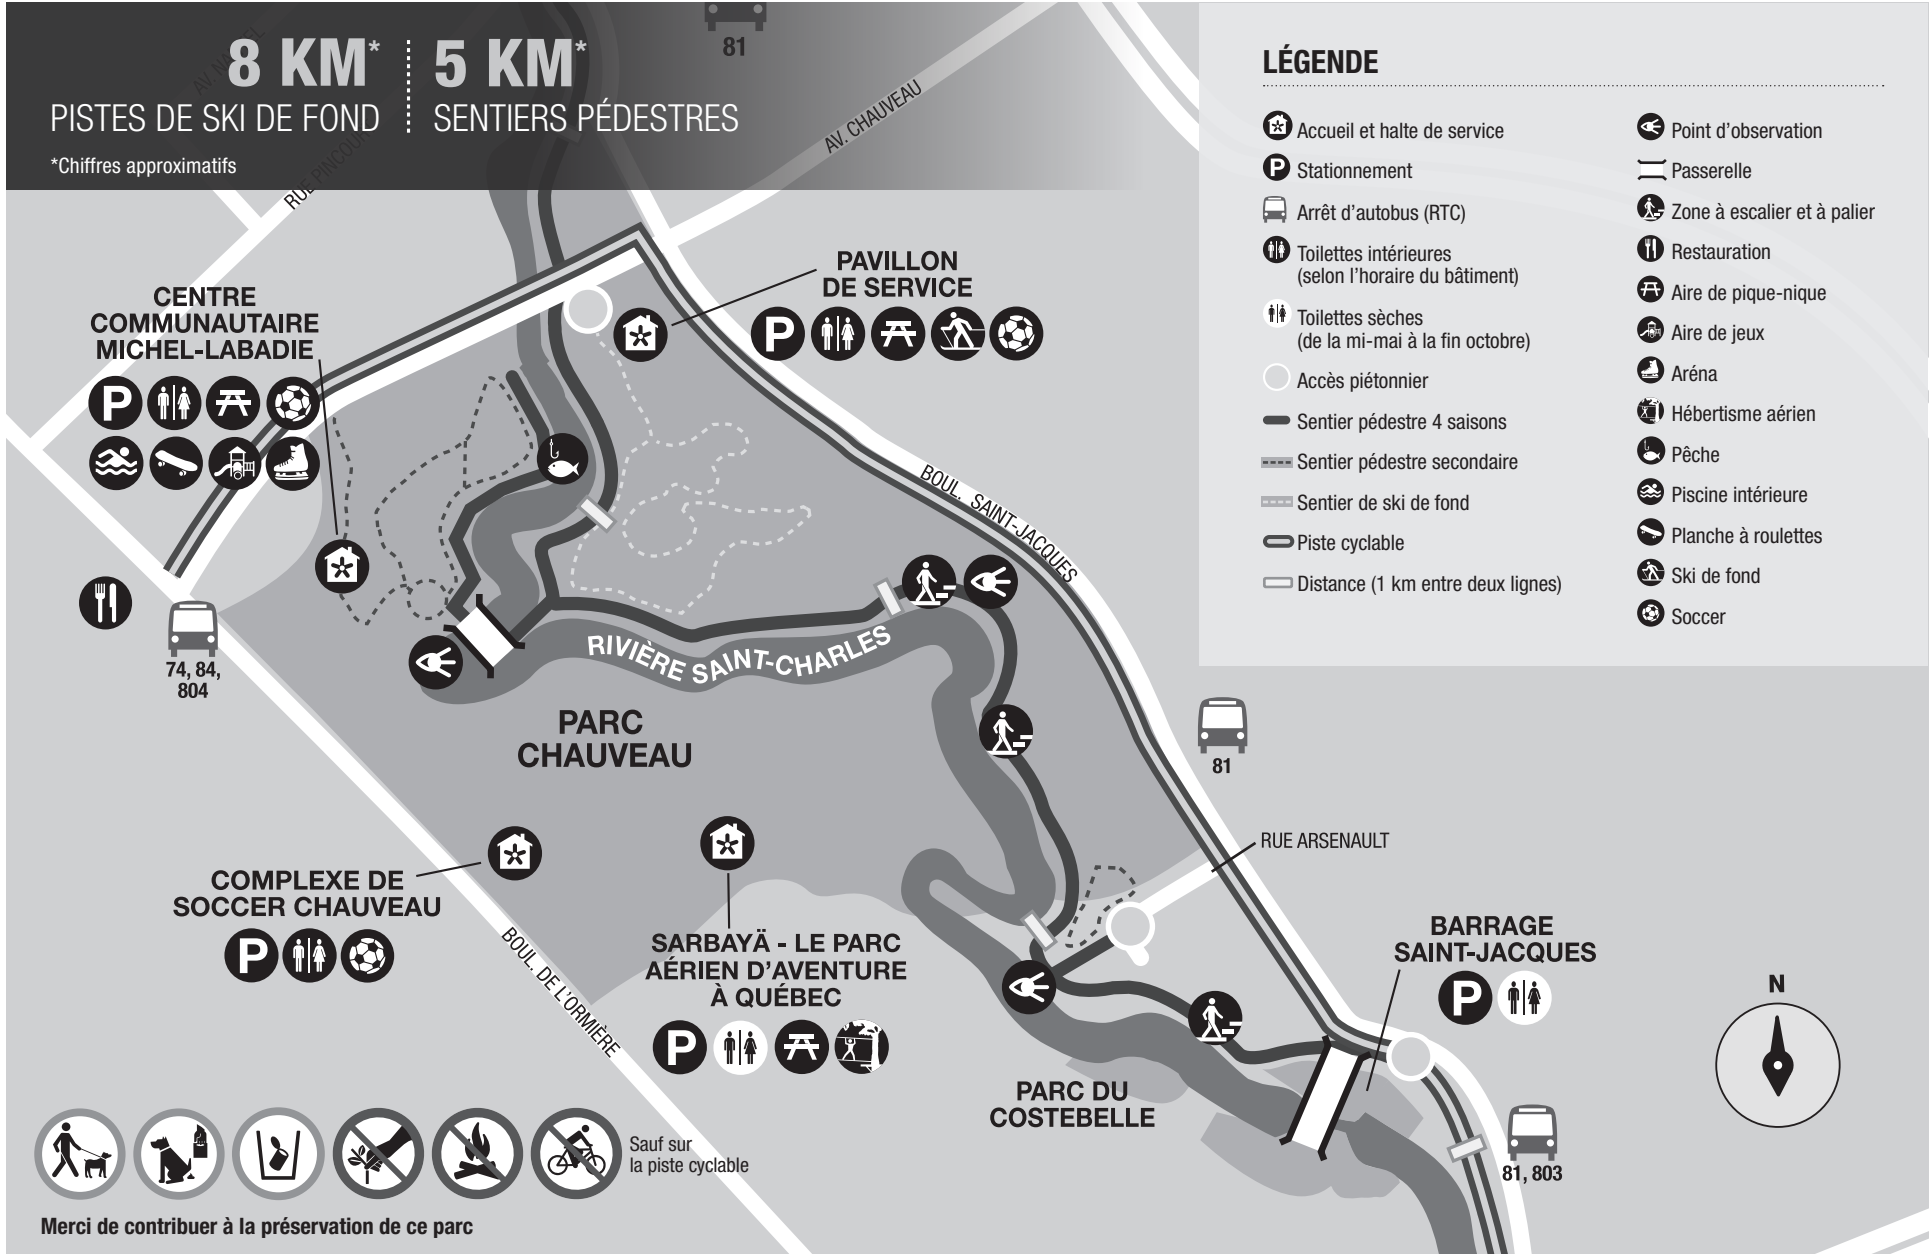 8 KM*
PISTES DE SKI DE FOND
5 KM*
SENTIERS PÉDESTRES
*Chiffres approximatifs
81
AV. CHAUVEAU
CENTRE
COMMUNAUTAIRE
MICHEL-LABADIE
PAVILLON
DE SERVICE
BOUL. SAINT-JACQUES
74, 84,
804
RIVIÈRE SAINT-CHARLES
PARC
CHAUVEAU
81
RUE ARSENAULT
COMPLEXE DE
SOCCER CHAUVEAU
BOUL. DE L'ORMIÈRE
SARBAYÄ - LE PARC
AÉRIEN D'AVENTURE
À QUÉBEC
BARRAGE
SAINT-JACQUES
PARC DU
COSTEBELLE
81, 803
N
Sauf sur
la piste cyclable
Merci de contribuer à la préservation de ce parc
LÉGENDE
Accueil et halte de service
P Stationnement
Arrêt d'autobus (RTC)
Toilettes intérieures
(selon l'horaire du bâtiment)
Toilettes sèches
(de la mi-mai à la fin octobre)
Accès piétonnier
Sentier pédestre 4 saisons
Sentier pédestre secondaire
Sentier de ski de fond
Piste cyclable
Distance (1 km entre deux lignes)
Point d'observation
Passerelle
Zone à escalier et à palier
Restauration
Aire de pique-nique
Aire de jeux
Aréna
Hébertisme aérien
Pêche
Piscine intérieure
Planche à roulettes
Ski de fond
Soccer